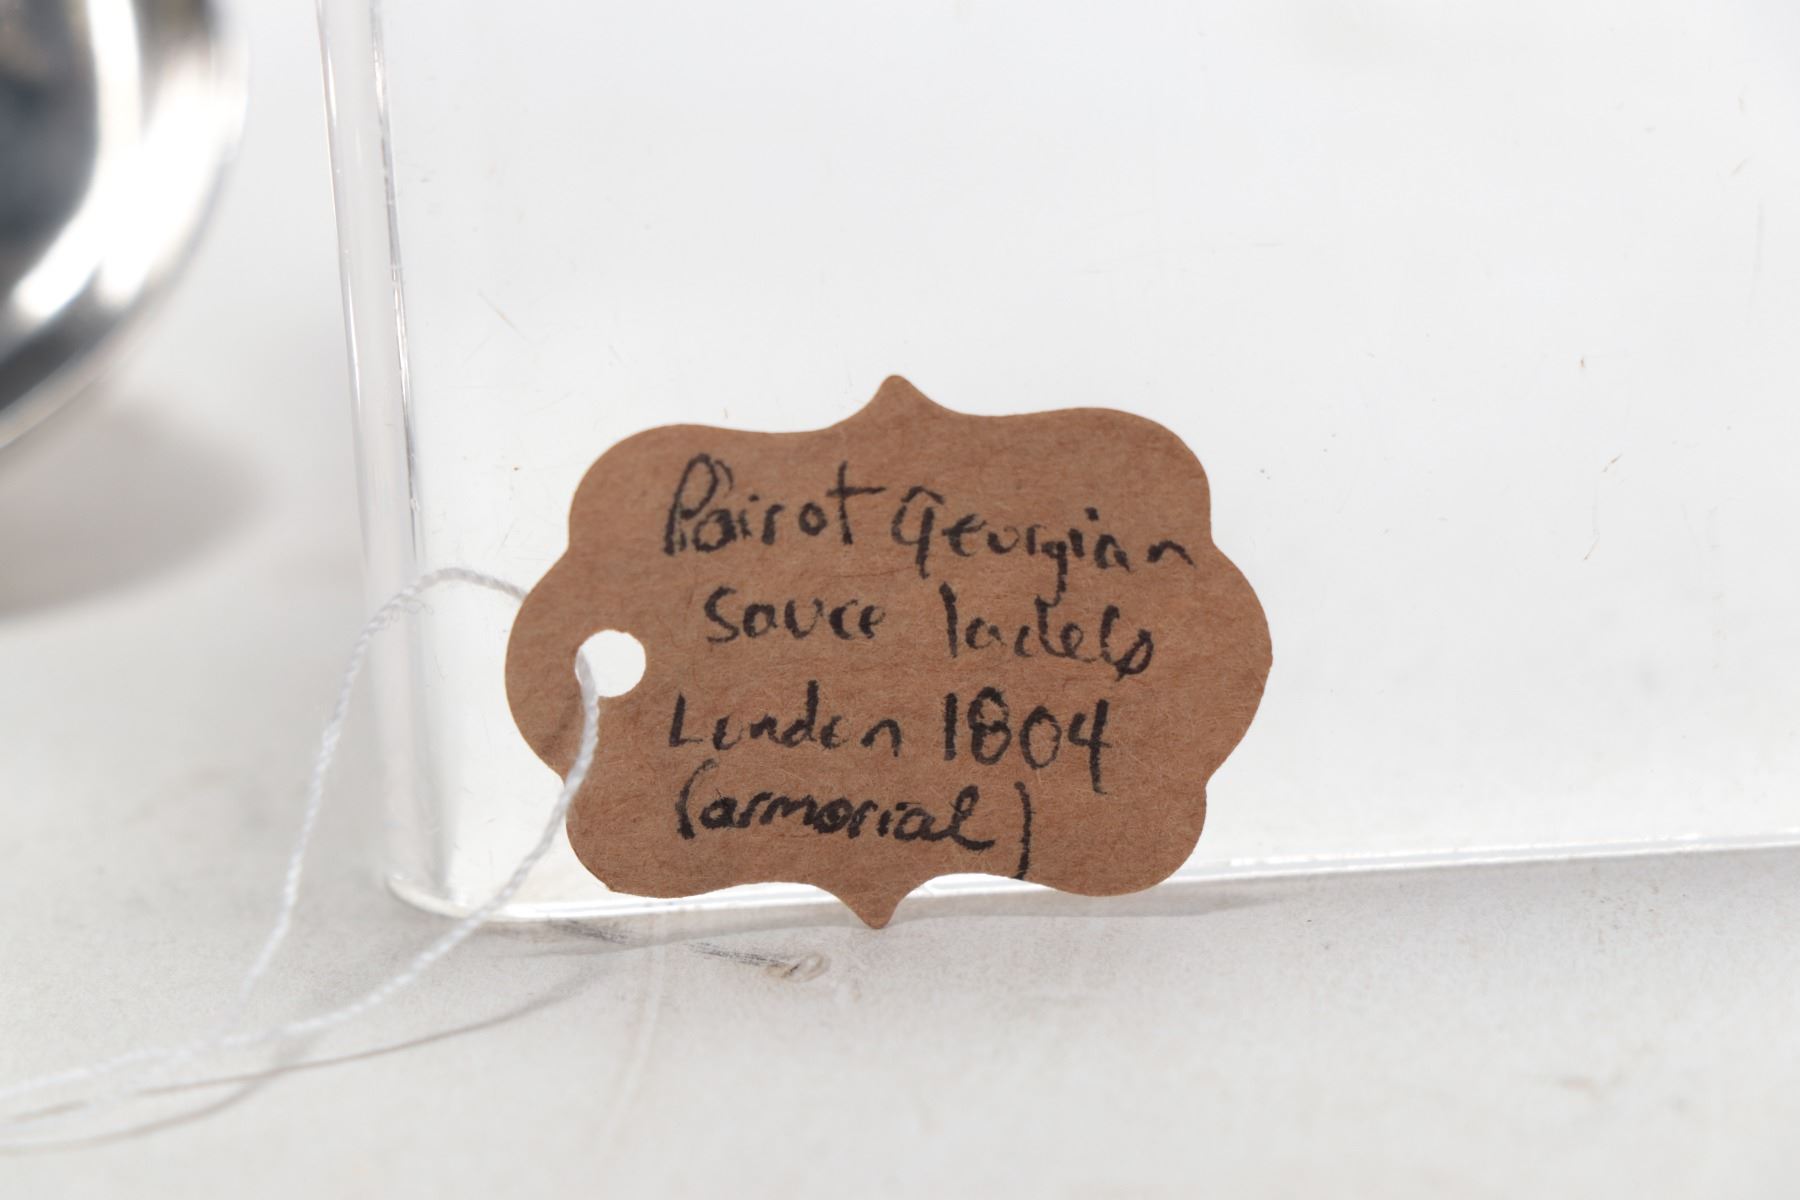 Pair of Georgian
Sauce ladels
London 1804
(armorial)